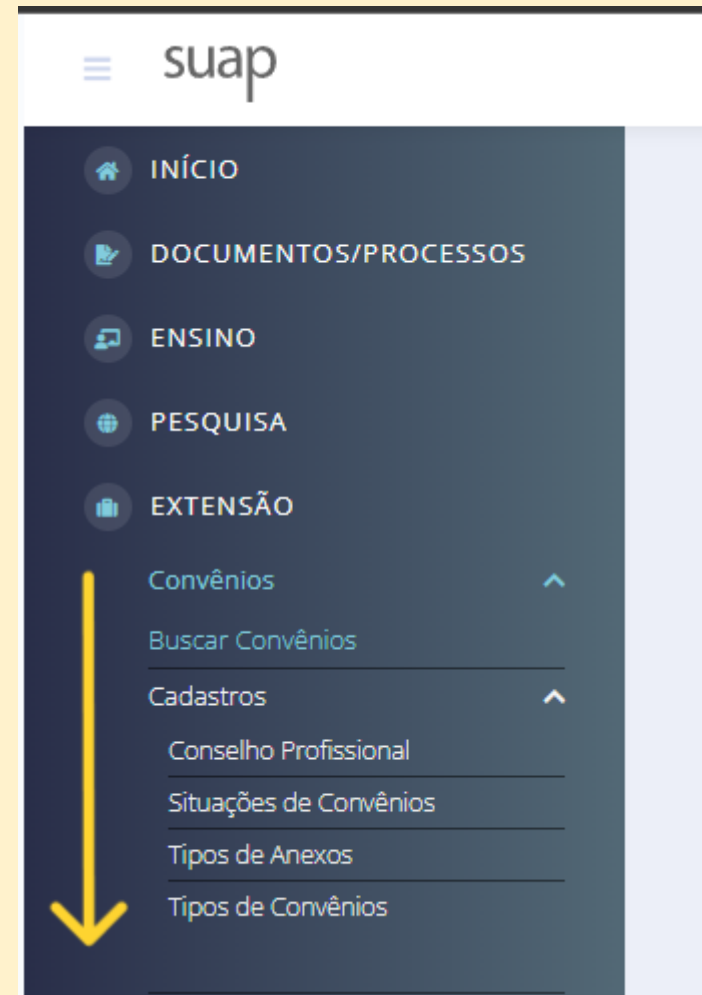 suap
INÍCIO
DOCUMENTOS/PROCESSOS
ENSINO
PESQUISA
EXTENSÃO
Convênios
Buscar Convênios
Cadastros
Conselho Profissional
Situações de Convênios
Tipos de Anexos
Tipos de Convênios